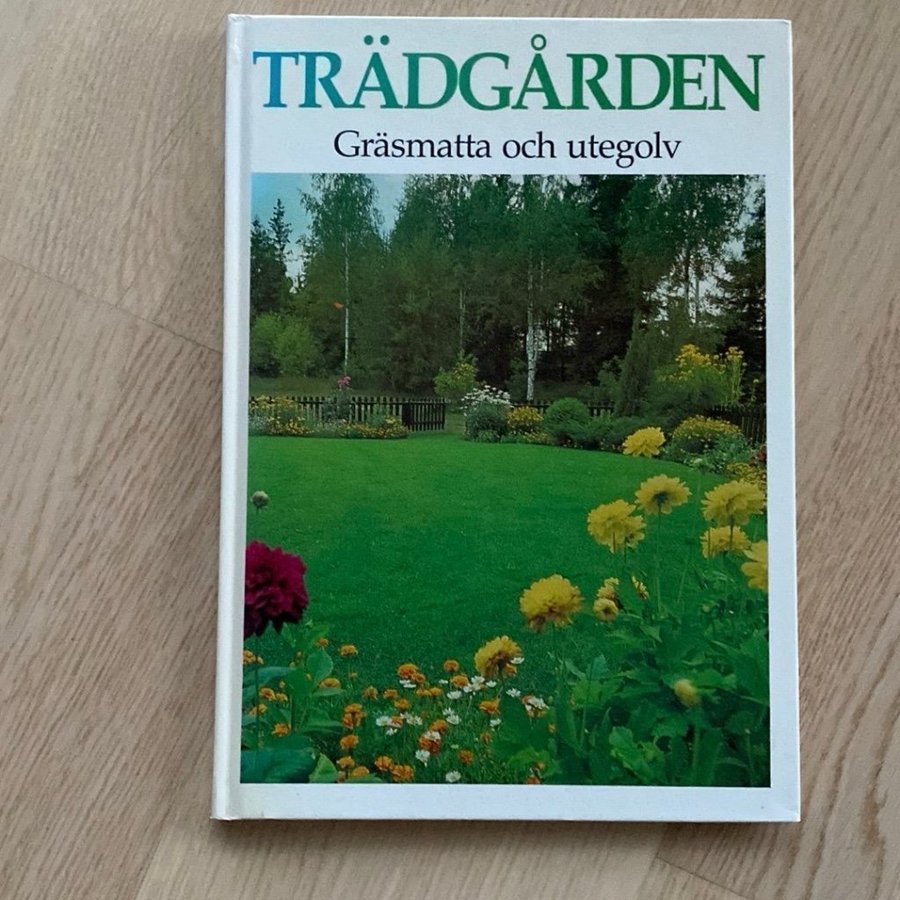 TRÄDGÅRDEN
Gräsmatta och utegolv